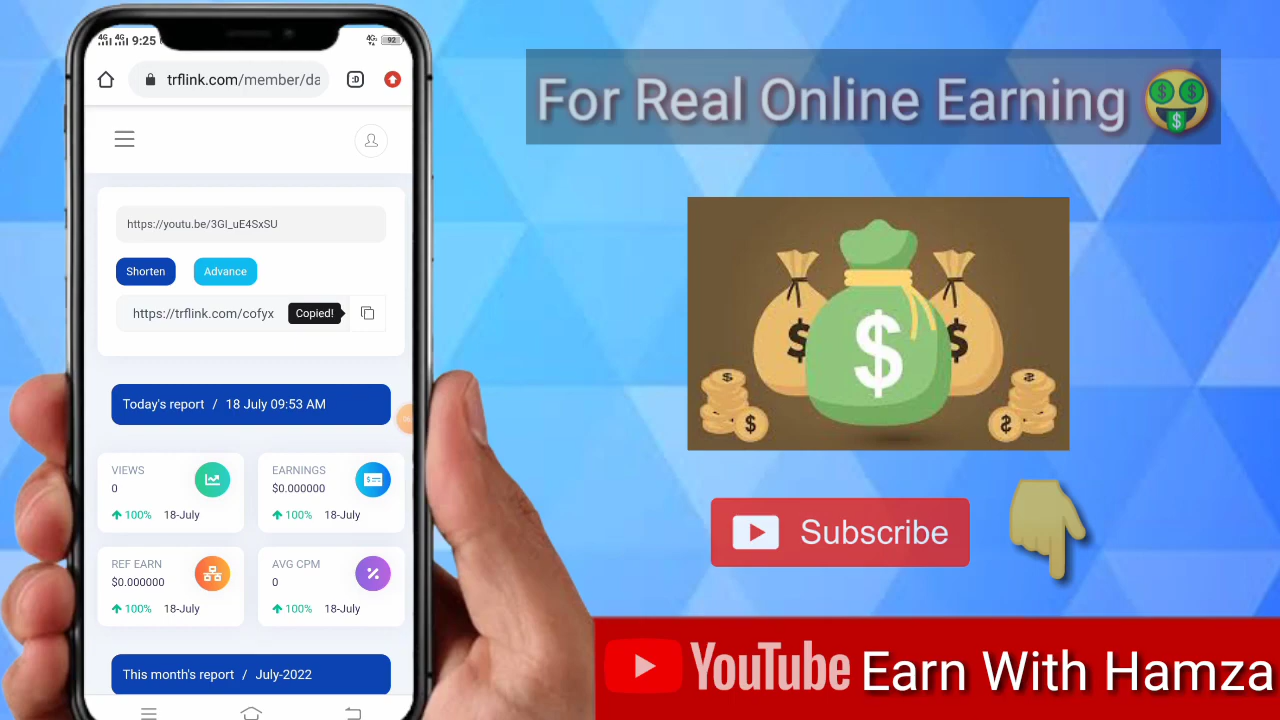 4G 4G 9:25
4G 92
trflink.com/member/da
:D
https://youtu.be/3GI_uE4SxSU
Shorten
Advance
https://trflink.com/cofyx
Copied!
Today's report / 18 July 09:53 AM
VIEWS
0
100% 18-July
EARNINGS
$0.000000
100% 18-July
REF EARN
$0.000000
100% 18-July
AVG CPM
0
100% 18-July
This month's report / July-2022
For Real Online Earning
$ $ $
$ $ $
$ $
$ $
Subscribe
YouTube Earn With Hamza